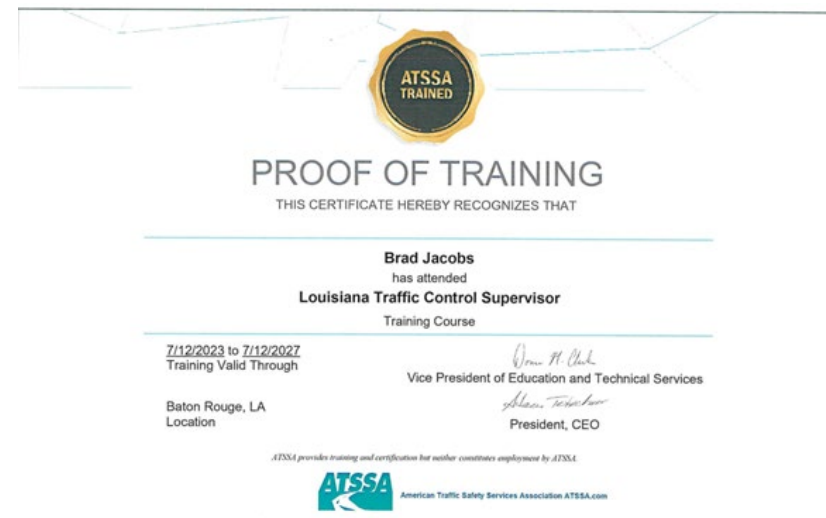 ATSSA
TRAINED
PROOF OF TRAINING
THIS CERTIFICATE HEREBY RECOGNIZES THAT
Brad Jacobs
has attended
Louisiana Traffic Control Supervisor
Training Course
7/12/2023 to 7/12/2027
Training Valid Through
Vice President of Education and Technical Services
Baton Rouge, LA
Location
President, CEO
ATSSA provides training and certification but neither constitutes employment by ATSSA.
ATSSA
American Traffic Safety Services Association ATSSA.com